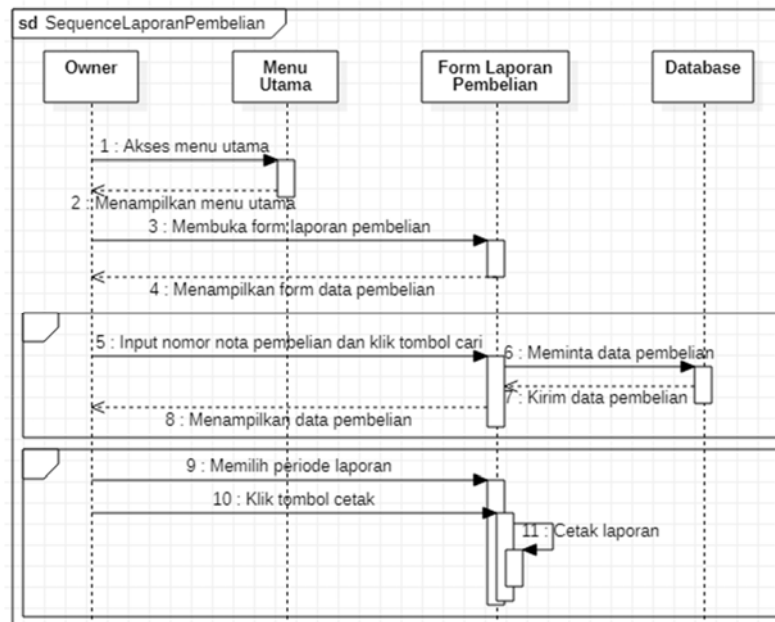 sd SequenceLaporanPembelian
Owner
Menu
Utama
Form Laporan
Pembelian
Database
1 : Akses menu utama
2 : Menampilkan menu utama
3 : Membuka form laporan pembelian
4 : Menampilkan form data pembelian
5 : Input nomor nota pembelian dan klik tombol cari
6 : Meminta data pembelian
7 : Kirim data pembelian
8 : Menampilkan data pembelian
9 : Memilih periode laporan
10 : Klik tombol cetak
11 : Cetak laporan